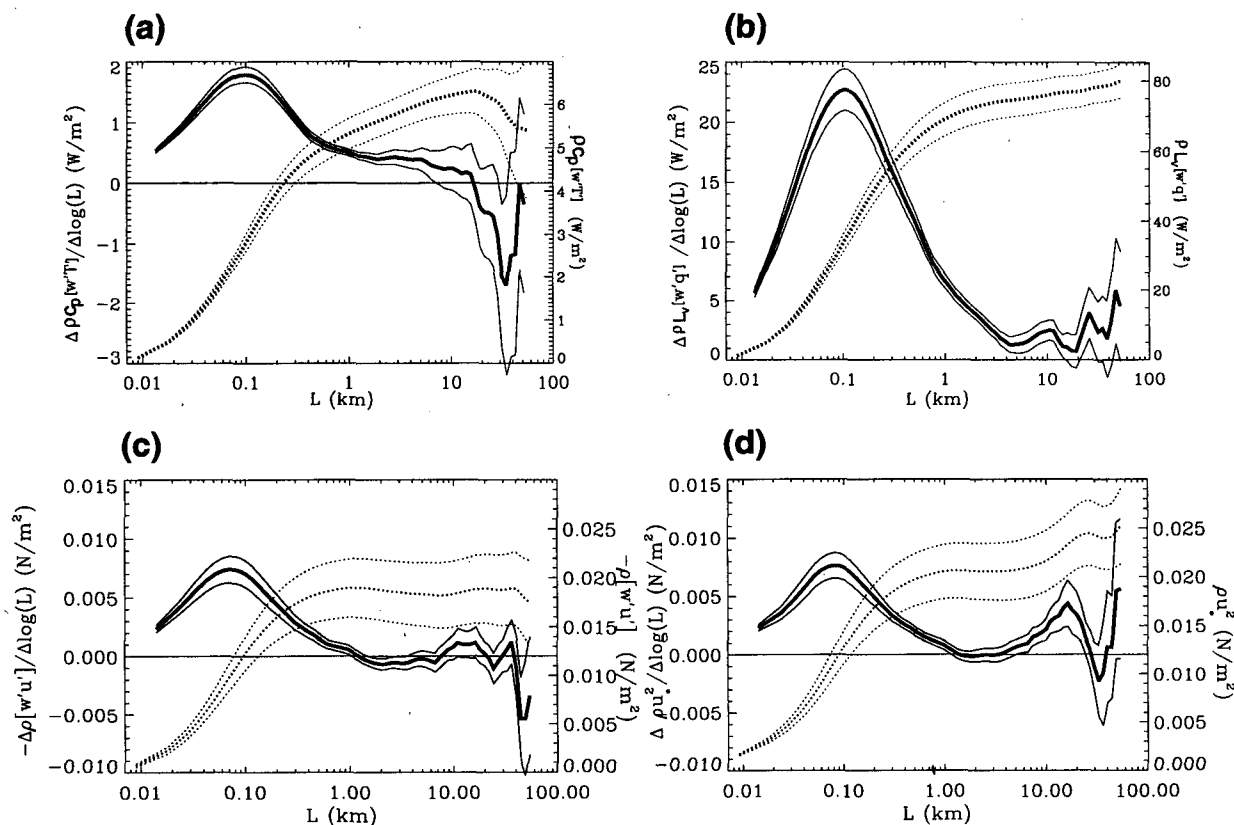 (a)
(b)
2
1
0
−1
−2
−3
Δ ρCp[w'T']/Δlog(L) (W/m²)
6
5
4
3
2
1
0
ρCp[w'T'] (W/m²)
0.01 0.1 1 10 100
L (km)
25
20
15
10
5
0
Δ ρLv[w'q'] /Δlog(L) (W/m²)
80
60
40
20
0
ρLv[w'q'] (W/m²)
0.01 0.1 1 10 100
L (km)
(c)
(d)
0.015
0.010
0.005
0.000
−0.005
−0.010
−Δρ[w'u']/Δlog(L) (N/m²)
0.025
0.020
0.015
0.010
0.005
0.000
−ρ[w'u'] (N/m²)
0.01 0.10 1.00 10.00 100.00
L (km)
0.015
0.010
0.005
0.000
−0.005
−0.010
Δ ρu*²/Δlog(L) (N/m²)
0.025
0.020
0.015
0.010
0.005
0.000
ρu*² (N/m²)
0.01 0.10 1.00 10.00 100.00
L (km)